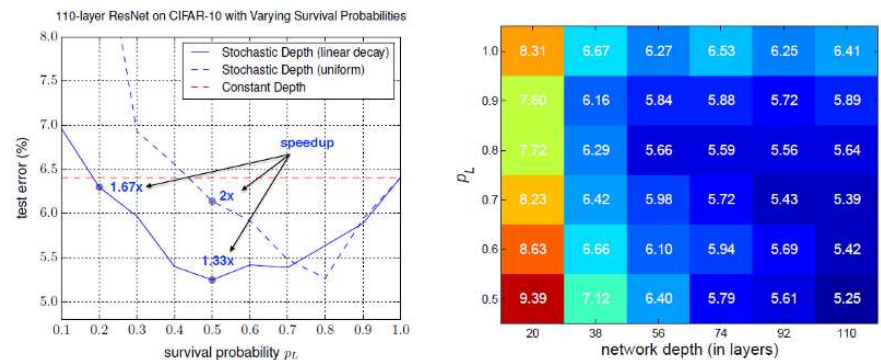 110-layer ResNet on CIFAR-10 with Varying Survival Probabilities
8.0
7.5
7.0
6.5
6.0
5.5
5.0
test error (%)
Stochastic Depth (linear decay)
Stochastic Depth (uniform)
Constant Depth
speedup
1.67x
2x
1.33x
0.1 0.2 0.3 0.4 0.5 0.6 0.7 0.8 0.9 1.0
survival probability p_L
p_L
1.0 8.31 6.67 6.27 6.53 6.25 6.41
0.9 7.60 6.16 5.84 5.88 5.72 5.89
0.8 7.72 6.29 5.66 5.59 5.56 5.64
0.7 8.23 6.42 5.98 5.72 5.43 5.39
0.6 8.63 6.66 6.10 5.94 5.69 5.42
0.5 9.39 7.12 6.40 5.79 5.61 5.25
20 38 56 74 92 110
network depth (in layers)